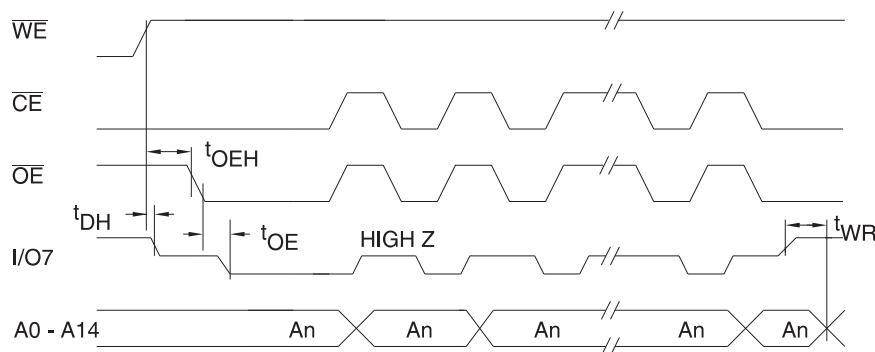 WE
CE
tOEH
OE
tDH
tOE
HIGH Z
tWR
I/O7
A0 - A14
An
An
An
An
An